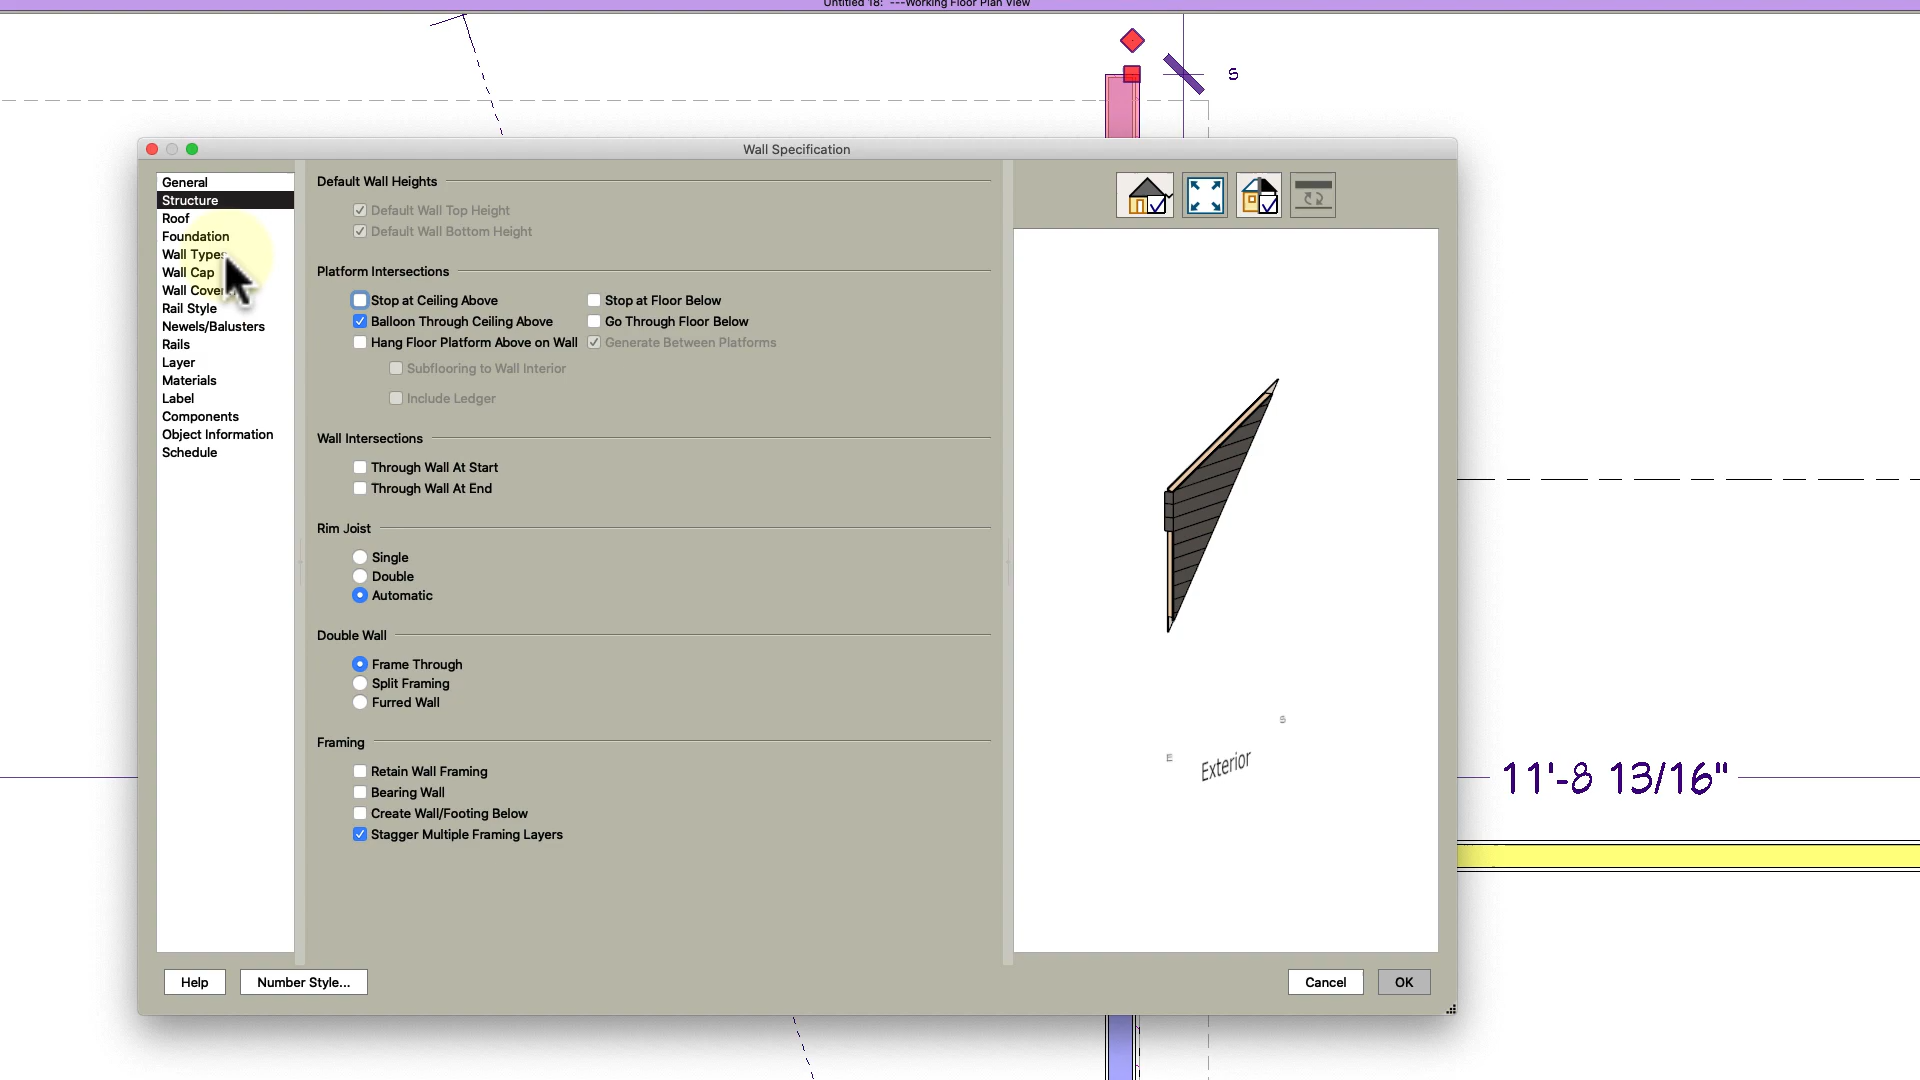 Untitled 18: ---Working Floor Plan View
S
Wall Specification
General
Structure
Roof
Foundation
Wall Types
Wall Cap
Wall Cover
Rail Style
Newels/Balusters
Rails
Layer
Materials
Label
Components
Object Information
Schedule
Default Wall Heights
Default Wall Top Height
Default Wall Bottom Height
Platform Intersections
Stop at Ceiling Above
Stop at Floor Below
Balloon Through Ceiling Above
Go Through Floor Below
Hang Floor Platform Above on Wall
Generate Between Platforms
Subflooring to Wall Interior
Include Ledger
Wall Intersections
Through Wall At Start
Through Wall At End
Rim Joist
Single
Double
Automatic
Double Wall
Frame Through
Split Framing
Furred Wall
Framing
Retain Wall Framing
Bearing Wall
Create Wall/Footing Below
Stagger Multiple Framing Layers
S
E
Exterior
11'-8 13/16"
Help
Number Style...
Cancel
OK